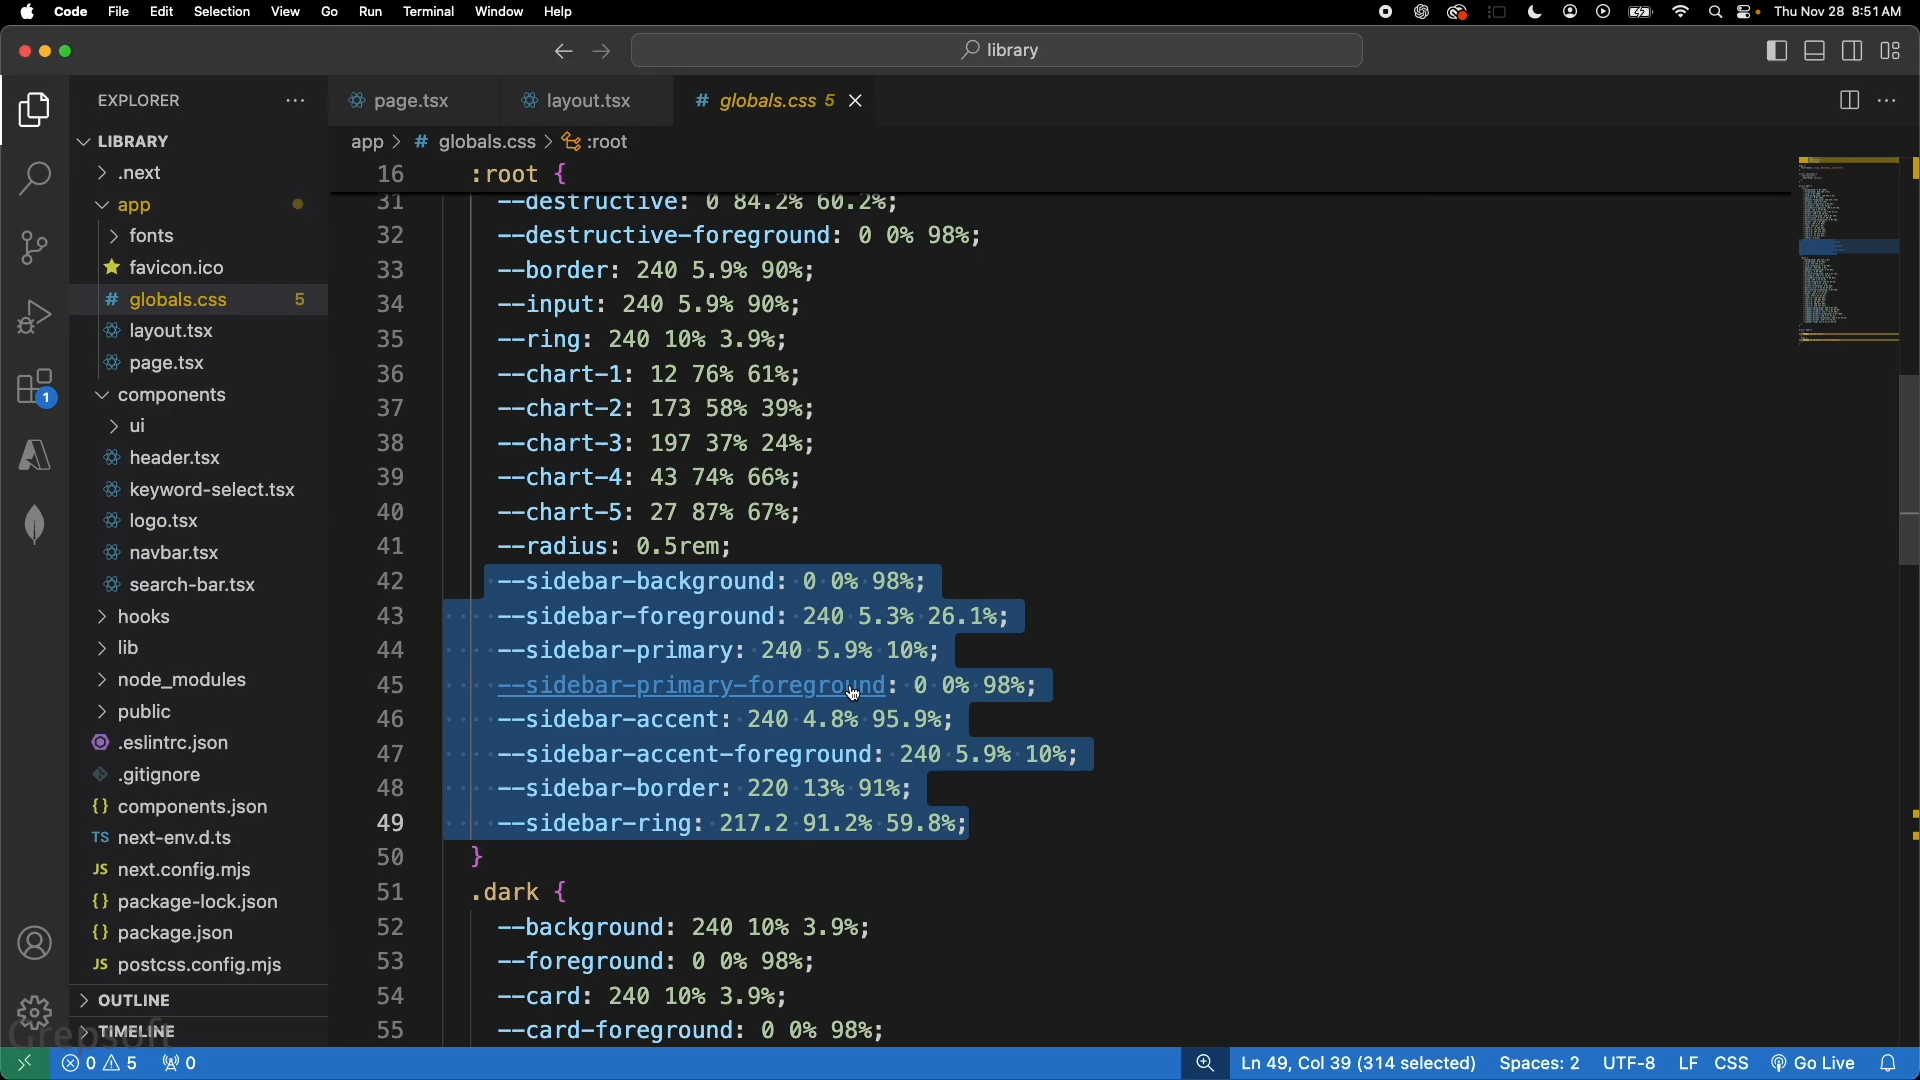 Code File Edit Selection View Go Run Terminal Window Help Thu Nov 28 8:51 AM
library
EXPLORER
LIBRARY
.next
app
fonts
favicon.ico
# globals.css 5
layout.tsx
page.tsx
components
ui
header.tsx
keyword-select.tsx
logo.tsx
navbar.tsx
search-bar.tsx
hooks
lib
node_modules
public
.eslintrc.json
.gitignore
{} components.json
TS next-env.d.ts
JS next.config.mjs
{} package-lock.json
{} package.json
JS postcss.config.mjs
OUTLINE
TIMELINE
1
Grepsoft
page.tsx layout.tsx # globals.css 5
app > # globals.css > :root
16 :root {
31 --destructive: 0 84.2% 60.2%;
32 --destructive-foreground: 0 0% 98%;
33 --border: 240 5.9% 90%;
34 --input: 240 5.9% 90%;
35 --ring: 240 10% 3.9%;
36 --chart-1: 12 76% 61%;
37 --chart-2: 173 58% 39%;
38 --chart-3: 197 37% 24%;
39 --chart-4: 43 74% 66%;
40 --chart-5: 27 87% 67%;
41 --radius: 0.5rem;
42 --sidebar-background: 0 0% 98%;
43 --sidebar-foreground: 240 5.3% 26.1%;
44 --sidebar-primary: 240 5.9% 10%;
45 --sidebar-primary-foreground: 0 0% 98%;
46 --sidebar-accent: 240 4.8% 95.9%;
47 --sidebar-accent-foreground: 240 5.9% 10%;
48 --sidebar-border: 220 13% 91%;
49 --sidebar-ring: 217.2 91.2% 59.8%;
50 }
51 .dark {
52 --background: 240 10% 3.9%;
53 --foreground: 0 0% 98%;
54 --card: 240 10% 3.9%;
55 --card-foreground: 0 0% 98%;
0 5 0 Ln 49, Col 39 (314 selected) Spaces: 2 UTF-8 LF CSS Go Live